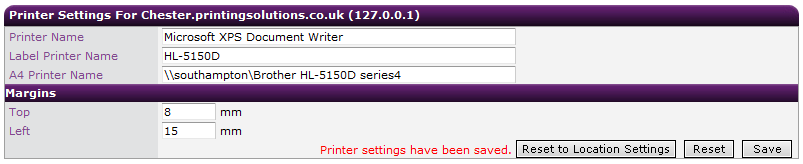 Printer Settings For Chester.printingsolutions.co.uk (127.0.0.1)
Printer Name Microsoft XPS Document Writer
Label Printer Name HL-5150D
A4 Printer Name \\southampton\Brother HL-5150D series4
Margins
Top 8 mm
Left 15 mm
Printer settings have been saved. Reset to Location Settings Reset Save